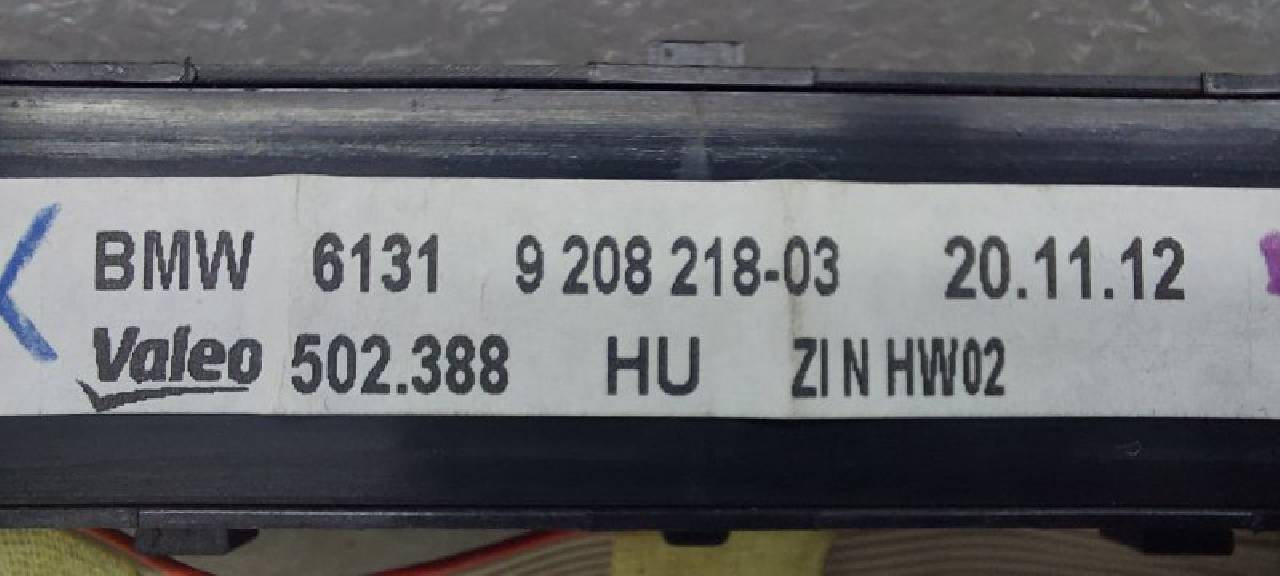 BMW 6131 9 208 218-03 20.11.12
Valeo 502.388 HU ZI N HW02